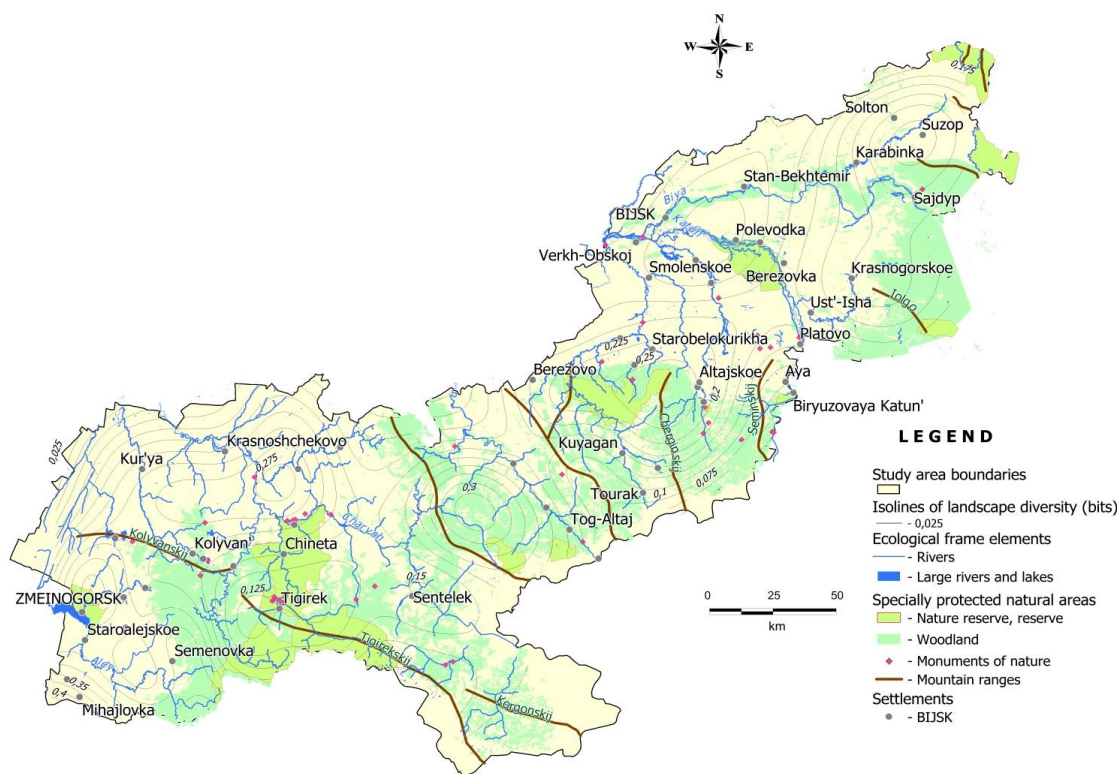 N
W E
S
0,175
Solton
Suzop
Karabinka
Stan-Bekhtemir
Sajdyp
Biya
BIJSK
Katun'
Polevodka
Verkh-Obskoj
Smolenskoe
Berezovka
Krasnogorskoe
Tolgo
Ust'-Isha
Platovo
0,225
Starobelokurikha
0,25
Berezovo
Altajskoe
Aya
0,2
Biryuzovaya Katun'
Cherginskij
Kuyagan
0,075
0,1
Tourak
0,3
Tog-Altaj
0,025
Krasnoshchekovo
Kur'ya
0,275
Charysh
Kolyvanskij
Kolyvan'
Chineta
0,15
0,125
ZMEINOGORSK
Tigirek
Sentelek
Staroalejskoe
Tigirekskij
Semenovka
Alej
0,35
0,4
Mihajlovka
Korgonskij
LEGEND
Study area boundaries
Isolines of landscape diversity (bits)
- 0,025
Ecological frame elements
- Rivers
- Large rivers and lakes
Specially protected natural areas
- Nature reserve, reserve
- Woodland
- Monuments of nature
- Mountain ranges
Settlements
- BIJSK
0 25 50
km